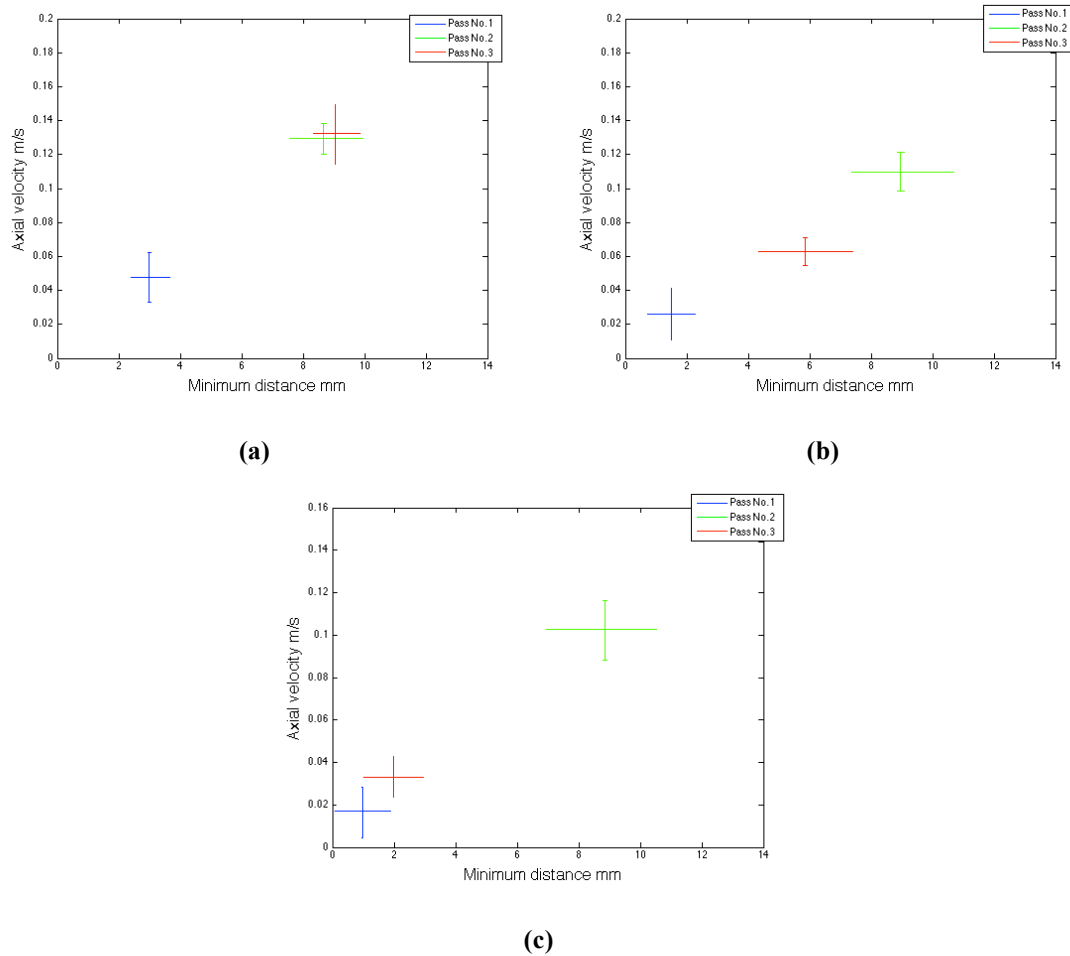 Pass No.1
Pass No.2
Pass No.3
0.2
0.18
0.16
0.14
0.12
0.1
0.08
0.06
0.04
0.02
0
0 2 4 6 8 10 12 14
Axial velocity m/s
Minimum distance mm
(a)
Pass No.1
Pass No.2
Pass No.3
0.2
0.18
0.16
0.14
0.12
0.1
0.08
0.06
0.04
0.02
0
0 2 4 6 8 10 12 14
Axial velocity m/s
Minimum distance mm
(b)
Pass No.1
Pass No.2
Pass No.3
0.16
0.14
0.12
0.1
0.08
0.06
0.04
0.02
0
0 2 4 6 8 10 12 14
Axial velocity m/s
Minimum distance mm
(c)